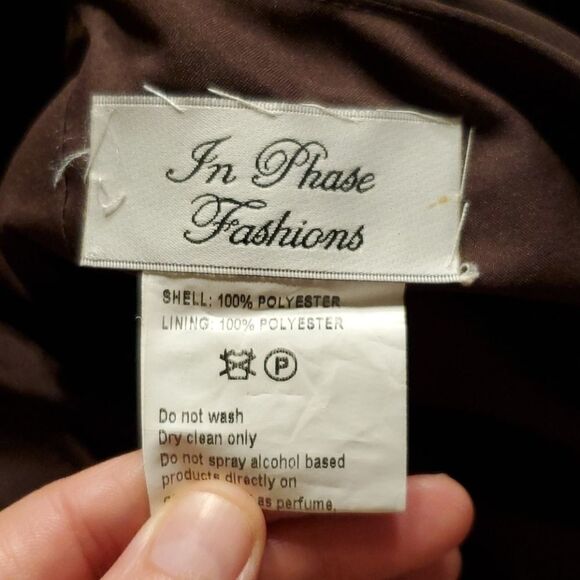 In Phase
Fashions
SHELL: 100% POLYESTER
LINING: 100% POLYESTER
P
Do not wash
Dry clean only
Do not spray alcohol based
products directly on
as perfume.